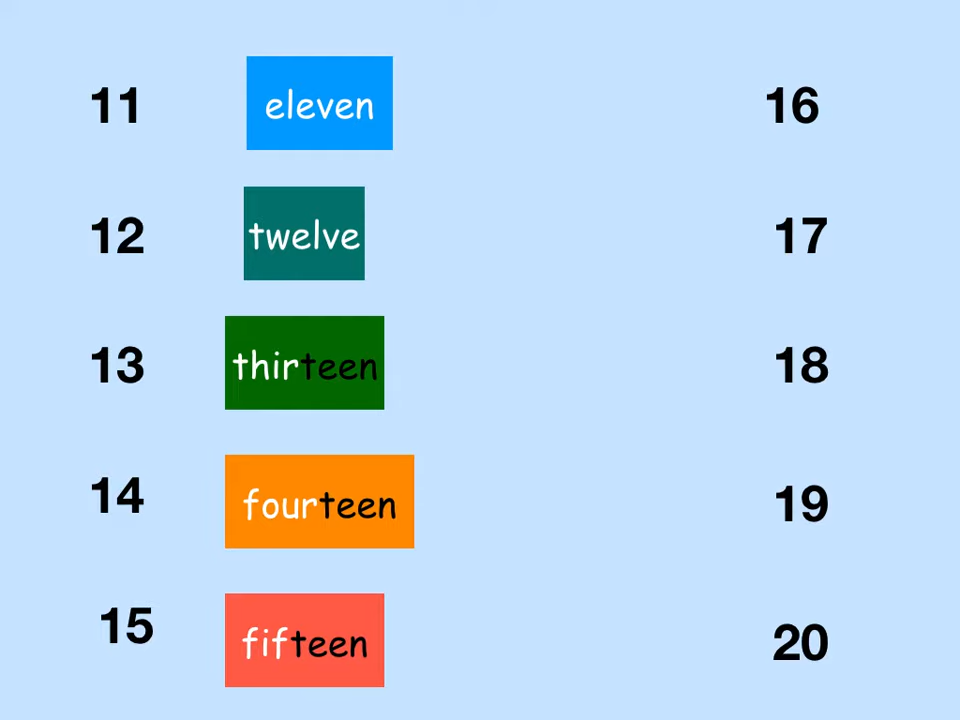 11 eleven 16
12 twelve 17
13 thirteen 18
14 fourteen 19
15 fifteen 20